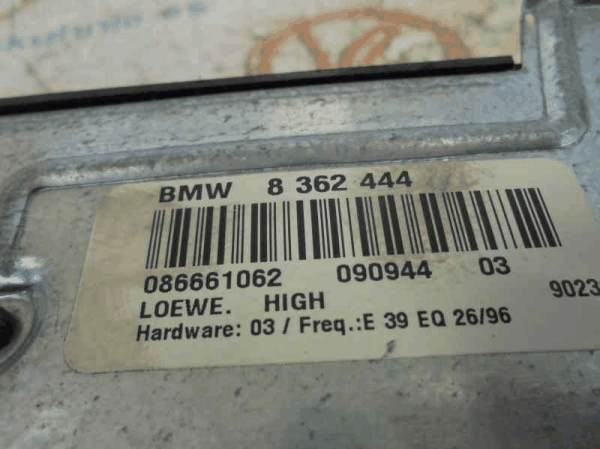 BMW 8 362 444
086661062 090944 03
9023
LOEWE. HIGH
Hardware: 03 / Freq.:E 39 EQ 26/96